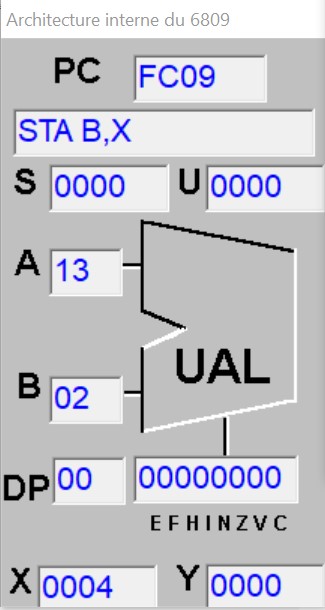 Architecture interne du 6809
PC FC09
STA B,X
S 0000 U 0000
A 13
UAL
B 02
DP 00 00000000
E F H I N Z V C
X 0004 Y 0000